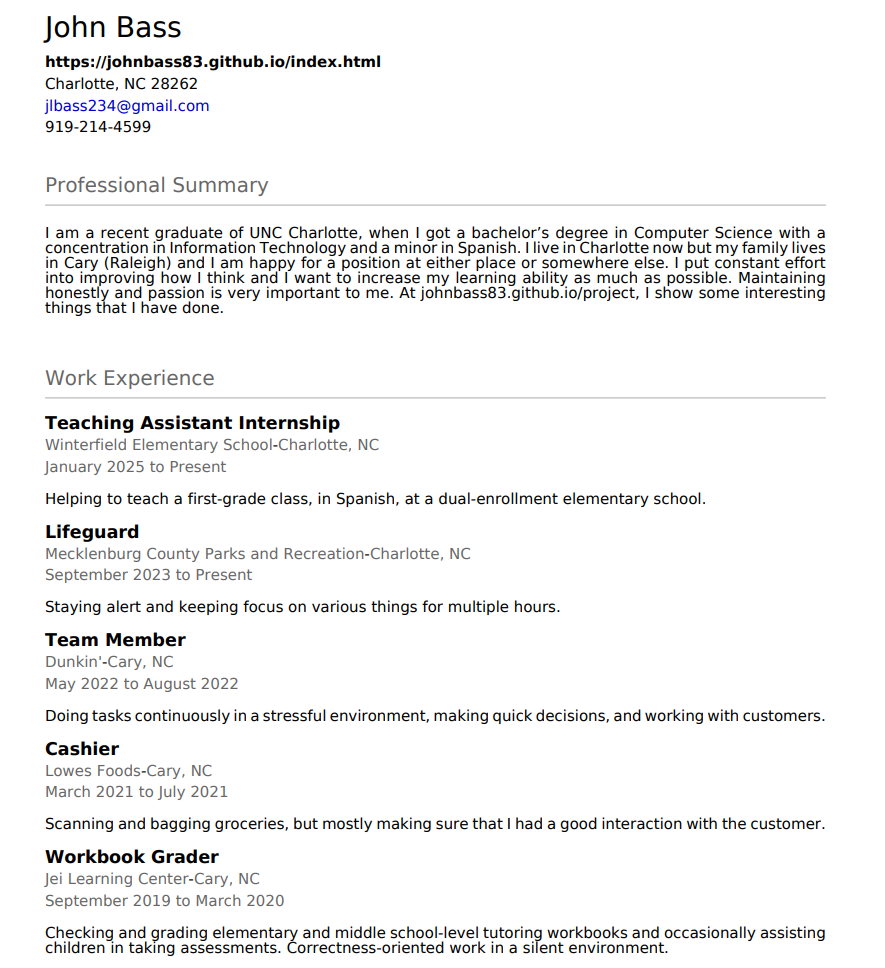 John Bass
https://johnbass83.github.io/index.html
Charlotte, NC 28262
jlbass234@gmail.com
919-214-4599
Professional Summary
I am a recent graduate of UNC Charlotte, when I got a bachelor’s degree in Computer Science with a
concentration in Information Technology and a minor in Spanish. I live in Charlotte now but my family lives
in Cary (Raleigh) and I am happy for a position at either place or somewhere else. I put constant effort
into improving how I think and I want to increase my learning ability as much as possible. Maintaining
honestly and passion is very important to me. At johnbass83.github.io/project, I show some interesting
things that I have done.
Work Experience
Teaching Assistant Internship
Winterfield Elementary School-Charlotte, NC
January 2025 to Present
Helping to teach a first-grade class, in Spanish, at a dual-enrollment elementary school.
Lifeguard
Mecklenburg County Parks and Recreation-Charlotte, NC
September 2023 to Present
Staying alert and keeping focus on various things for multiple hours.
Team Member
Dunkin'-Cary, NC
May 2022 to August 2022
Doing tasks continuously in a stressful environment, making quick decisions, and working with customers.
Cashier
Lowes Foods-Cary, NC
March 2021 to July 2021
Scanning and bagging groceries, but mostly making sure that I had a good interaction with the customer.
Workbook Grader
Jei Learning Center-Cary, NC
September 2019 to March 2020
Checking and grading elementary and middle school-level tutoring workbooks and occasionally assisting
children in taking assessments. Correctness-oriented work in a silent environment.